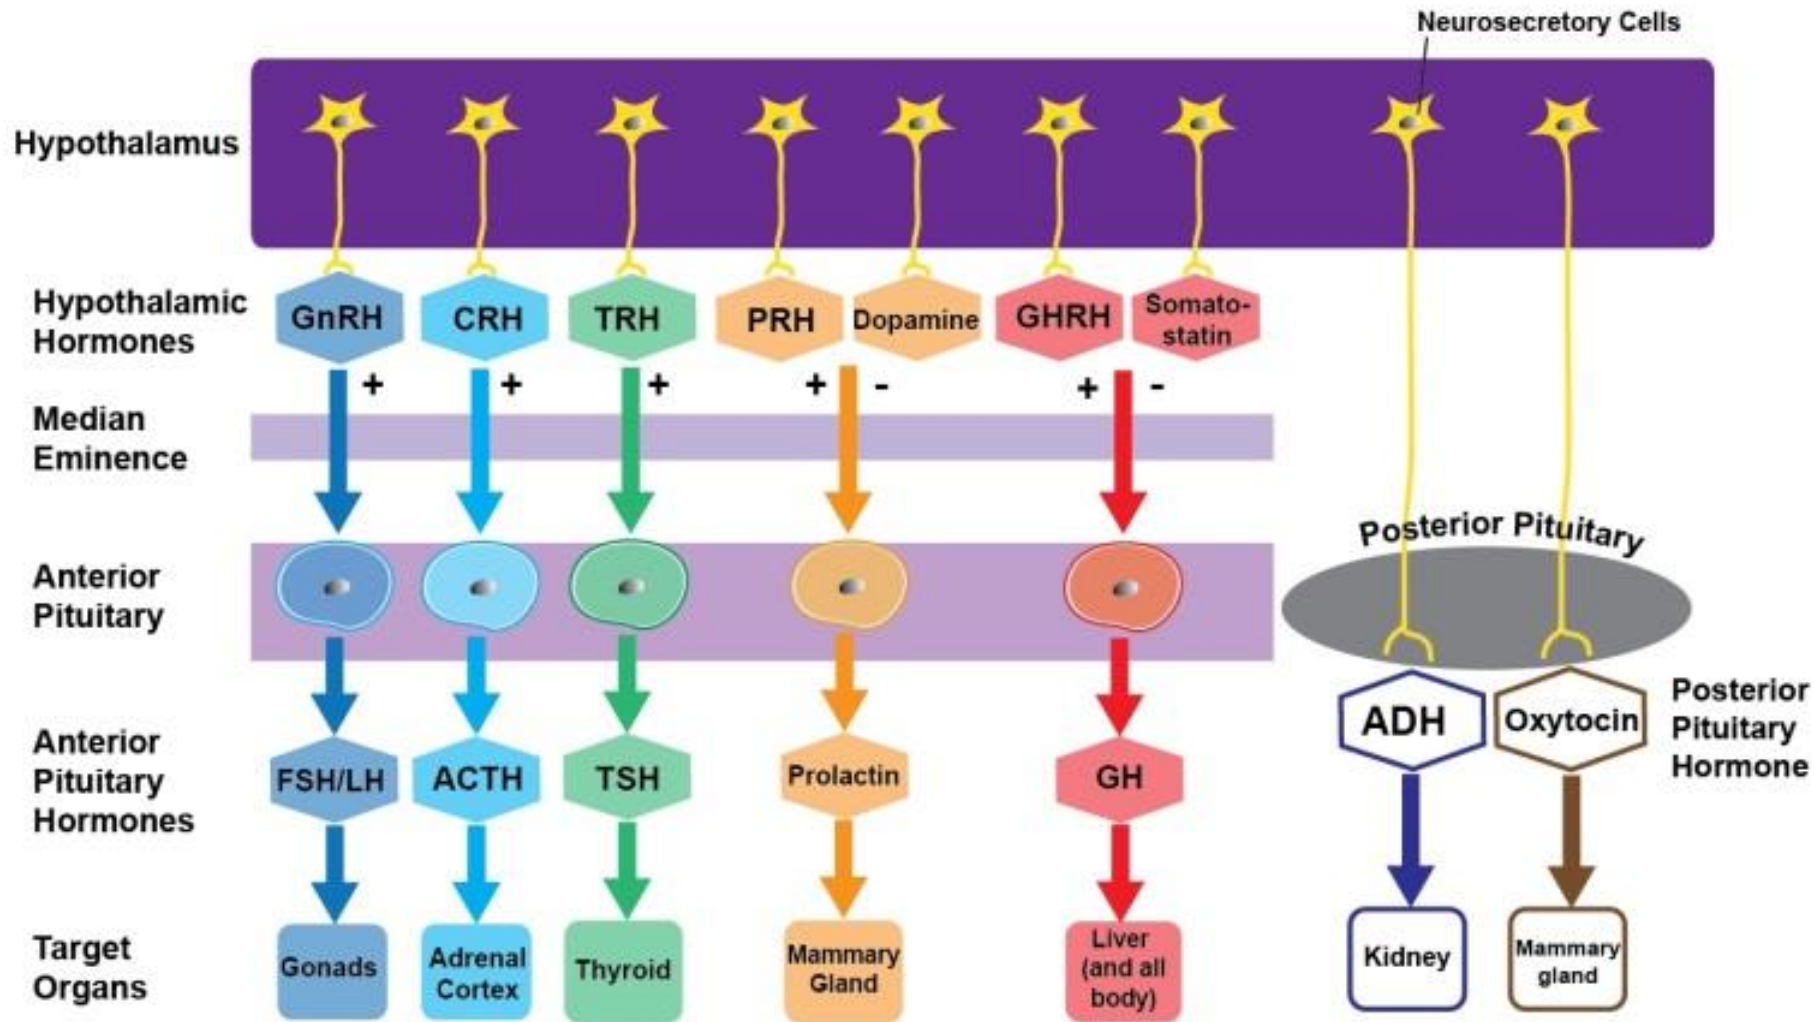 Neurosecretory Cells
Hypothalamus
Hypothalamic
Hormones
GnRH
CRH
TRH
PRH
Dopamine
GHRH
Somato-
statin
+
+
+
+
-
+
-
Median
Eminence
Posterior Pituitary
Anterior
Pituitary
Anterior
Pituitary
Hormones
FSH/LH
ACTH
TSH
Prolactin
GH
ADH
Oxytocin
Posterior
Pituitary
Hormone
Target
Organs
Gonads
Adrenal
Cortex
Thyroid
Mammary
Gland
Liver
(and all
body)
Kidney
Mammary
gland